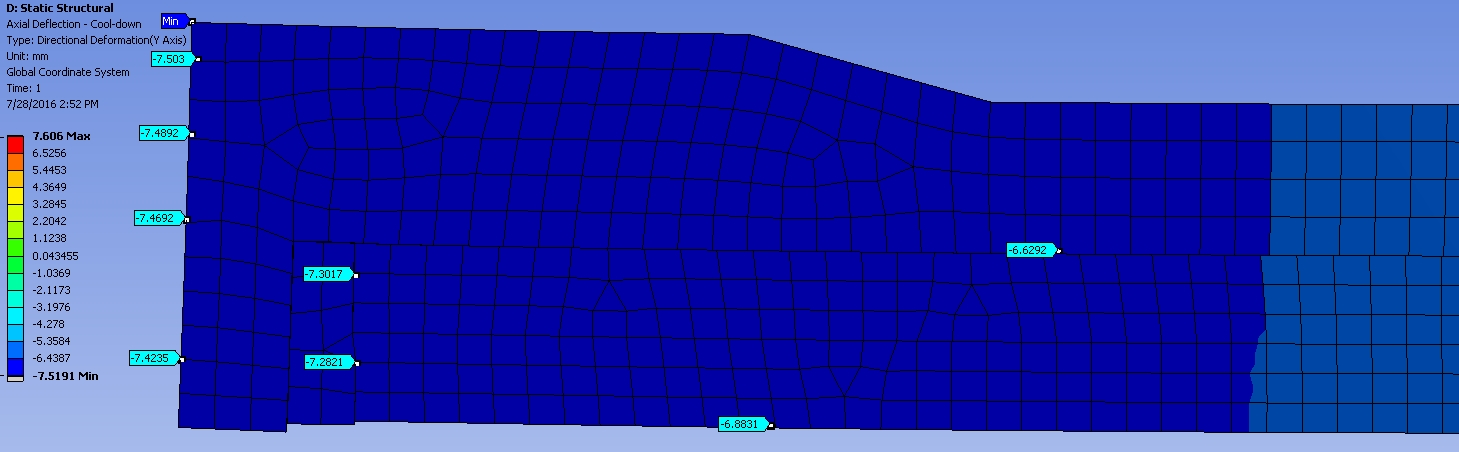 D: Static Structural
Axial Deflection - Cool-down
Type: Directional Deformation(Y Axis)
Unit: mm
Global Coordinate System
Time: 1
7/28/2016 2:52 PM
7.606 Max
6.5256
5.4453
4.3649
3.2845
2.2042
1.1238
0.043455
-1.0369
-2.1173
-3.1976
-4.278
-5.3584
-6.4387
-7.5191 Min
Min
-7.503
-7.4892
-7.4692
-6.6292
-7.3017
-7.4235
-7.2821
-6.8831